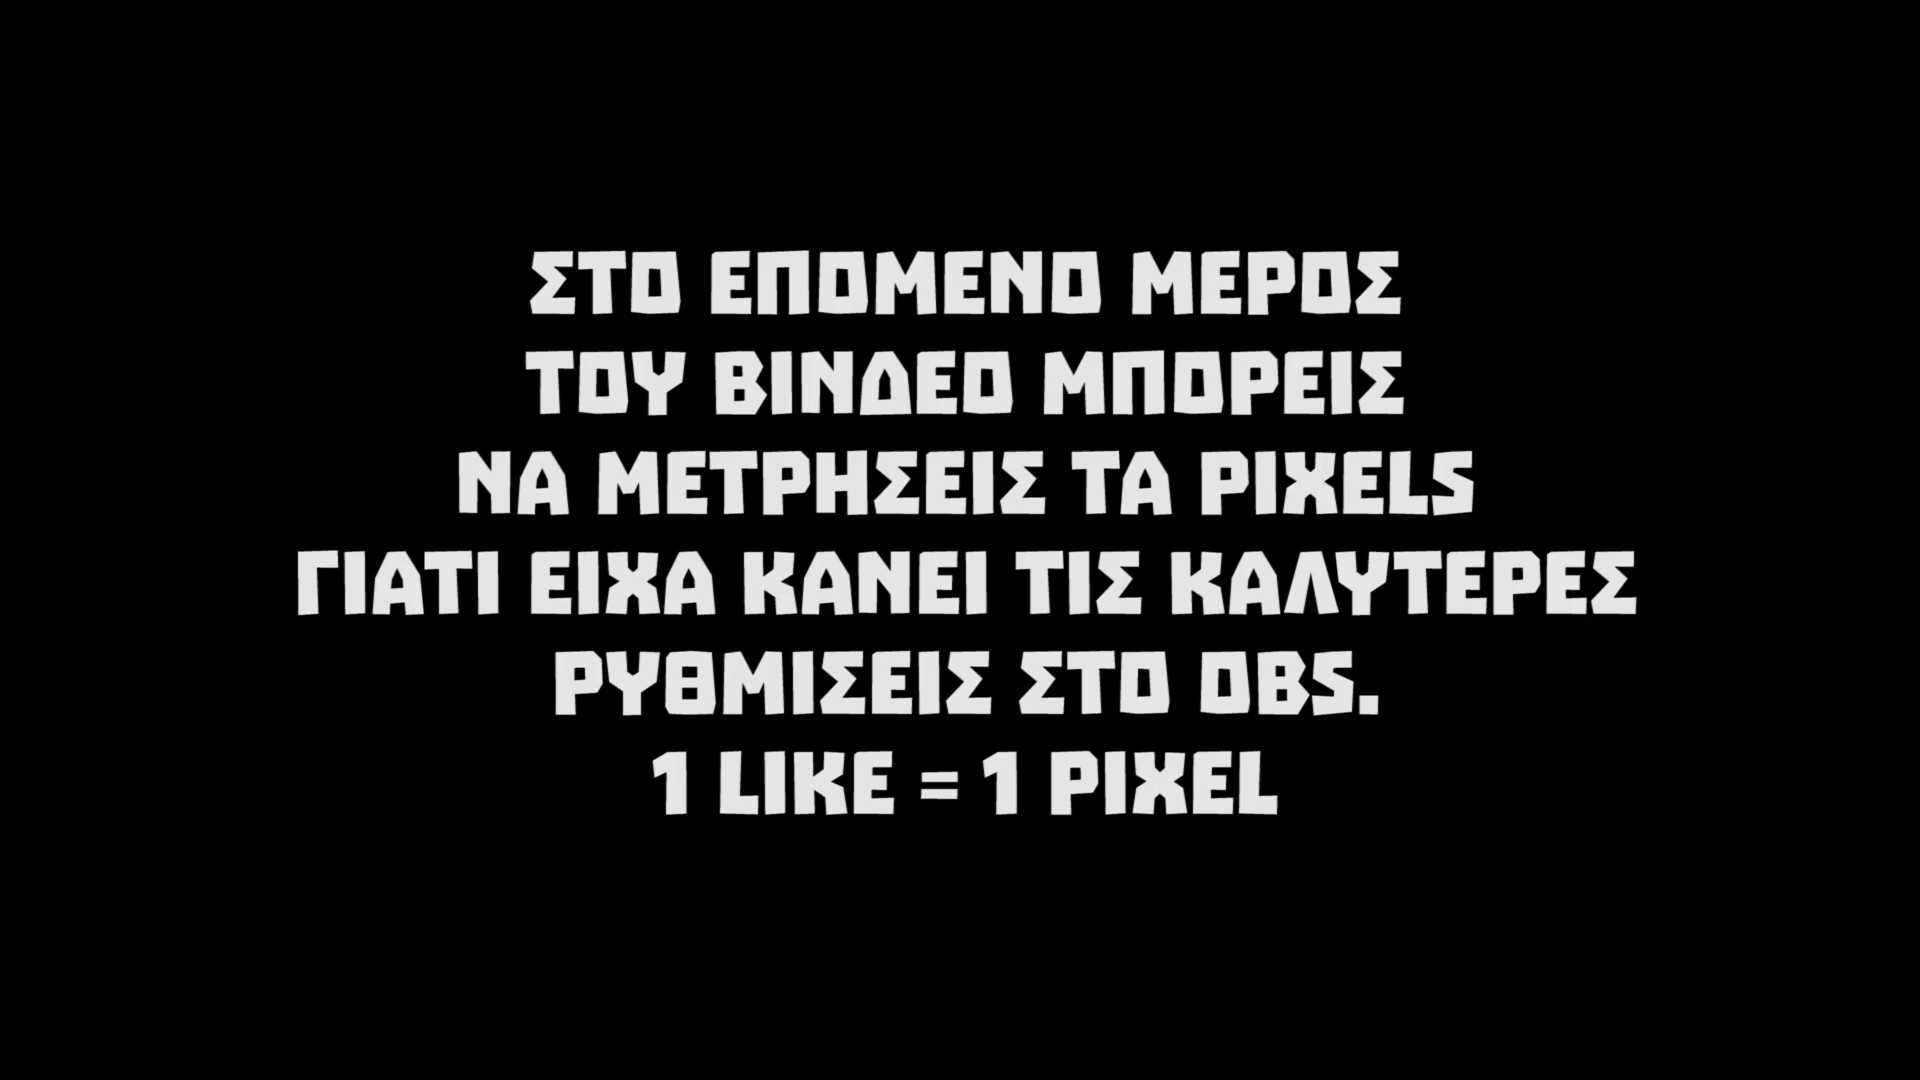 ΣΤΟ ΕΠΟΜΕΝΟ ΜΕΡΟΣ
ΤΟΥ ΒΙΝΔΕΟ ΜΠΟΡΕΙΣ
ΝΑ ΜΕΤΡΗΣΕΙΣ ΤΑ PIXELS
ΓΙΑΤΙ ΕΙΧΑ ΚΑΝΕΙ ΤΙΣ ΚΑΛΥΤΕΡΕΣ
ΡΥΘΜΙΣΕΙΣ ΣΤΟ OBS.
1 LIKE = 1 PIXEL